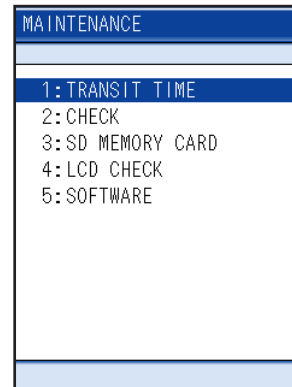 MAINTENANCE
1:TRANSIT TIME
2:CHECK
3:SD MEMORY CARD
4:LCD CHECK
5:SOFTWARE